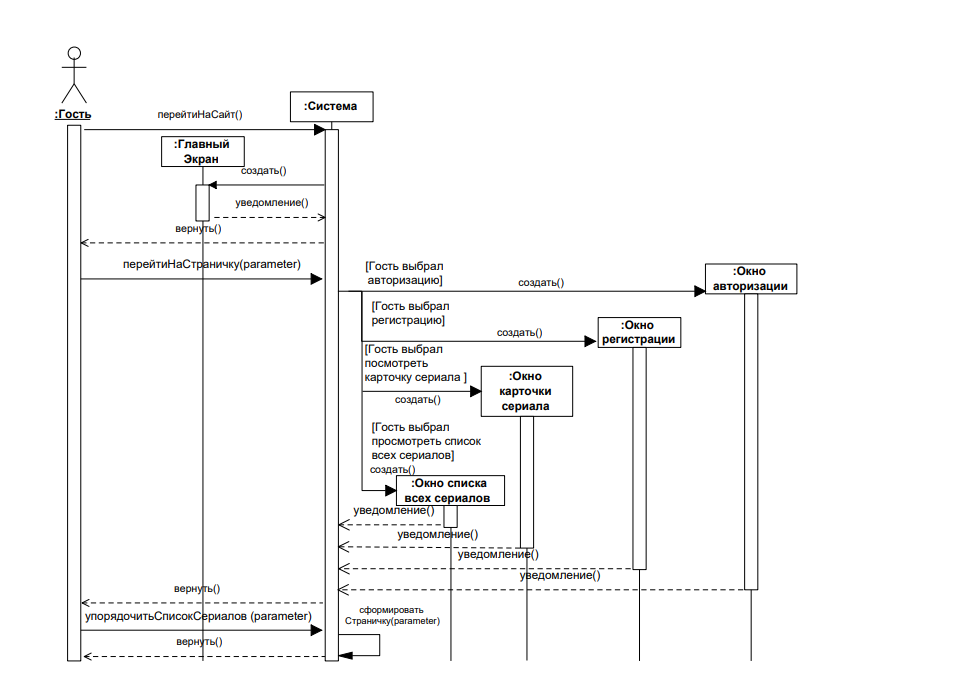 :Гость
перейтиНаСайт()
:Система
:Главный
Экран
создать()
уведомление()
вернуть()
перейтиНаСтраничку(parameter)
[Гость выбрал
авторизацию]
создать()
:Окно
авторизации
[Гость выбрал
регистрацию]
создать()
:Окно
регистрации
[Гость выбрал
посмотреть
карточку сериала ]
создать()
:Окно
карточки
сериала
[Гость выбрал
просмотреть список
всех сериалов]
создать()
:Окно списка
всех сериалов
уведомление()
уведомление()
уведомление()
уведомление()
вернуть()
упорядочитьСписокСериалов (parameter)
сформировать
Страничку(parameter)
вернуть()